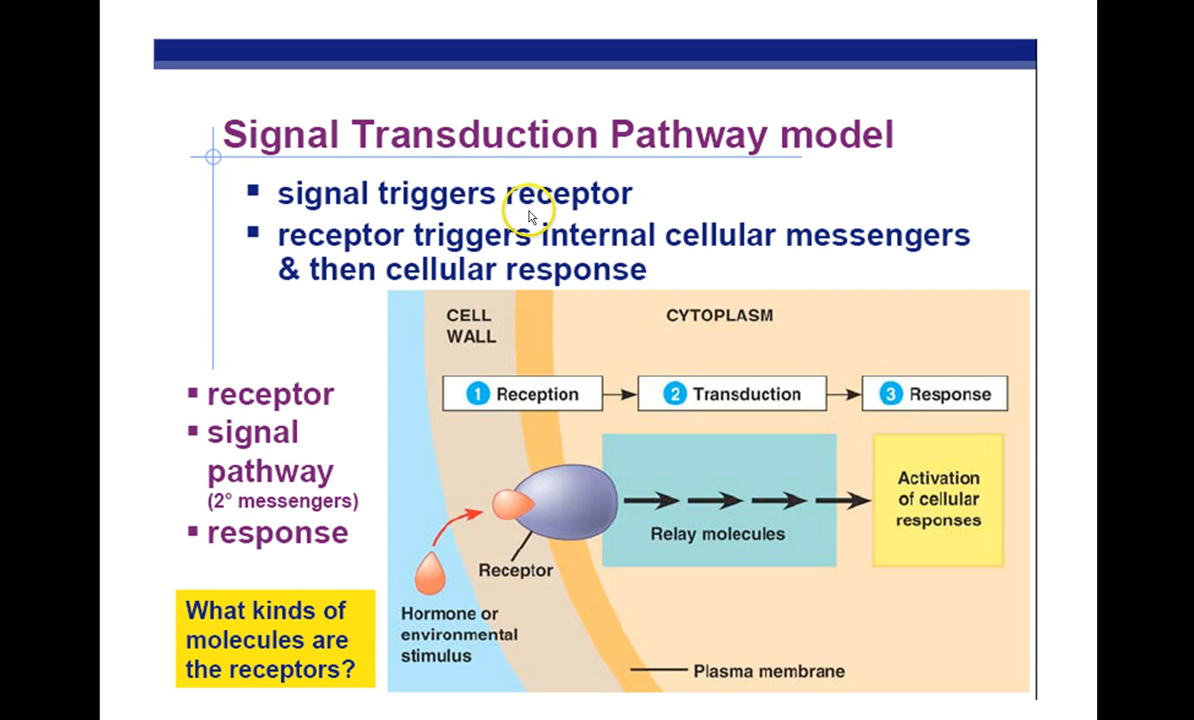 Signal Transduction Pathway model
▪ signal triggers receptor
▪ receptor triggers internal cellular messengers
& then cellular response
▪ receptor
▪ signal
pathway
(2° messengers)
▪ response
What kinds of
molecules are
the receptors?
CELL
WALL
CYTOPLASM
1 Reception
2 Transduction
3 Response
Activation
of cellular
responses
Relay molecules
Receptor
Hormone or
environmental
stimulus
Plasma membrane